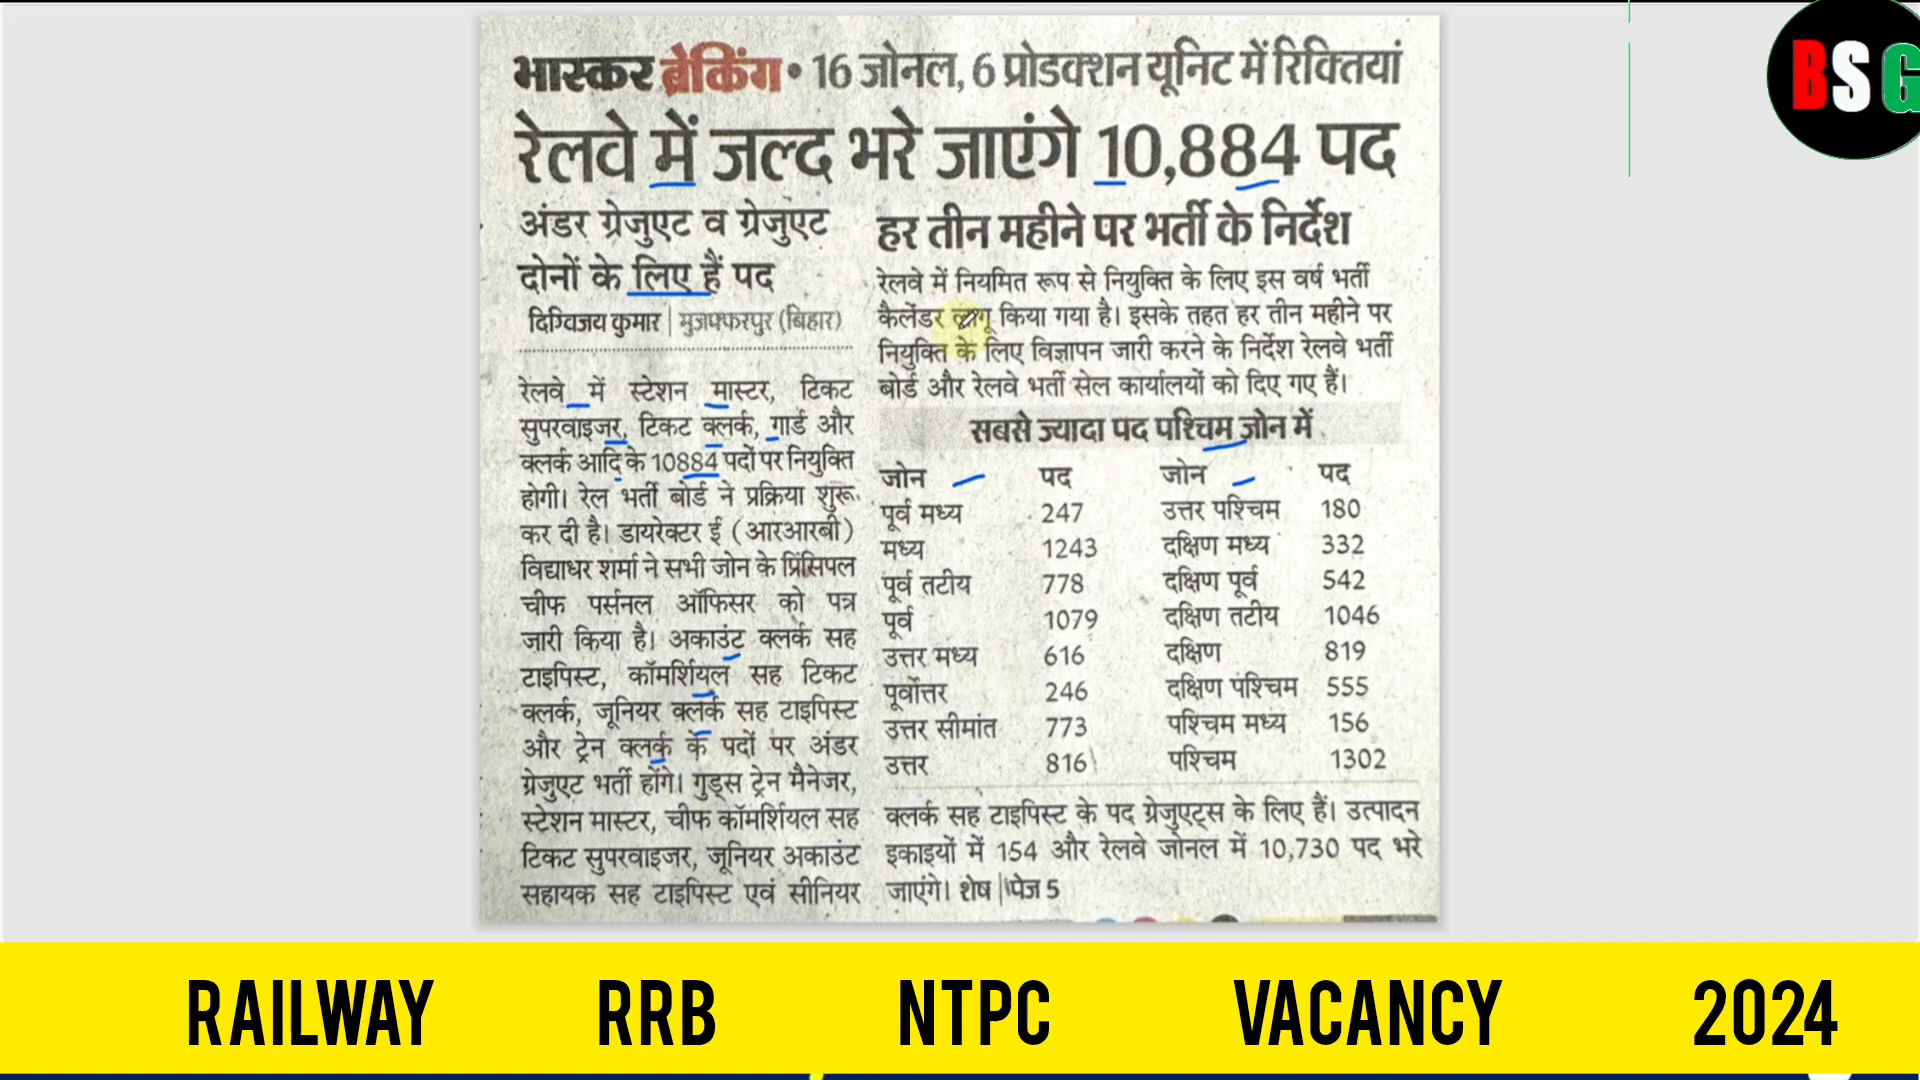 भास्कर ब्रेकिंग • 16 जोनल, 6 प्रोडक्शन यूनिट में रिक्तियां
रेलवे में जल्द भरे जाएंगे 10,884 पद
अंडर ग्रेजुएट व ग्रेजुएट
दोनों के लिए हैं पद
दिग्विजय कुमार | मुजफ्फरपुर (बिहार)
रेलवे में स्टेशन मास्टर, टिकट
सुपरवाइजर, टिकट क्लर्क, गार्ड और
क्लर्क आदि के 10884 पदों पर नियुक्ति
होगी। रेल भर्ती बोर्ड ने प्रक्रिया शुरू
कर दी है। डायरेक्टर ई (आरआरबी)
विद्याधर शर्मा ने सभी जोन के प्रिंसिपल
चीफ पर्सनल ऑफिसर को पत्र
जारी किया है। अकाउंट क्लर्क सह
टाइपिस्ट, कॉमर्शियल सह टिकट
क्लर्क, जूनियर क्लर्क सह टाइपिस्ट
और ट्रेन क्लर्क के पदों पर अंडर
ग्रेजुएट भर्ती होंगे। गुड्स ट्रेन मैनेजर,
स्टेशन मास्टर, चीफ कॉमर्शियल सह
टिकट सुपरवाइजर, जूनियर अकाउंट
सहायक सह टाइपिस्ट एवं सीनियर
हर तीन महीने पर भर्ती के निर्देश
रेलवे में नियमित रूप से नियुक्ति के लिए इस वर्ष भर्ती
कैलेंडर लागू किया गया है। इसके तहत हर तीन महीने पर
नियुक्ति के लिए विज्ञापन जारी करने के निर्देश रेलवे भर्ती
बोर्ड और रेलवे भर्ती सेल कार्यालयों को दिए गए हैं।
सबसे ज्यादा पद पश्चिम जोन में
जोन पद जोन पद
पूर्व मध्य 247 उत्तर पश्चिम 180
मध्य 1243 दक्षिण मध्य 332
पूर्व तटीय 778 दक्षिण पूर्व 542
पूर्व 1079 दक्षिण तटीय 1046
उत्तर मध्य 616 दक्षिण 819
पूर्वोत्तर 246 दक्षिण पश्चिम 555
उत्तर सीमांत 773 पश्चिम मध्य 156
उत्तर 816 पश्चिम 1302
क्लर्क सह टाइपिस्ट के पद ग्रेजुएट्स के लिए हैं। उत्पादन
इकाइयों में 154 और रेलवे जोनल में 10,730 पद भरे
जाएंगे। शेष | पेज 5
BSG
RAILWAY RRB NTPC VACANCY 2024